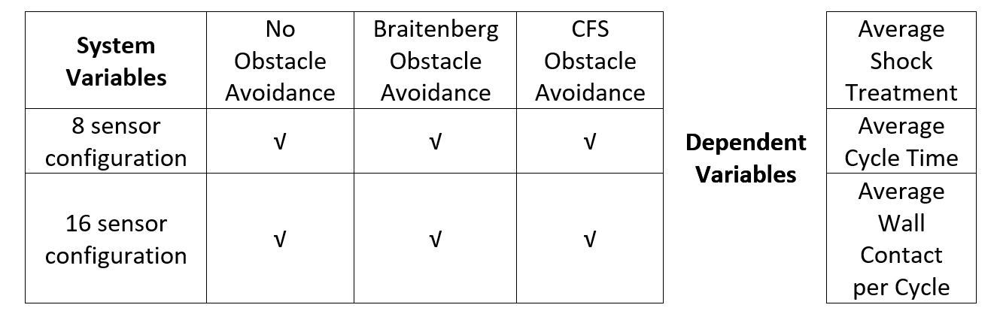 System
Variables
No
Obstacle
Avoidance
Braitenberg
Obstacle
Avoidance
CFS
Obstacle
Avoidance
8 sensor
configuration
√
√
√
16 sensor
configuration
√
√
√
Dependent
Variables
Average
Shock
Treatment
Average
Cycle Time
Average
Wall
Contact
per Cycle